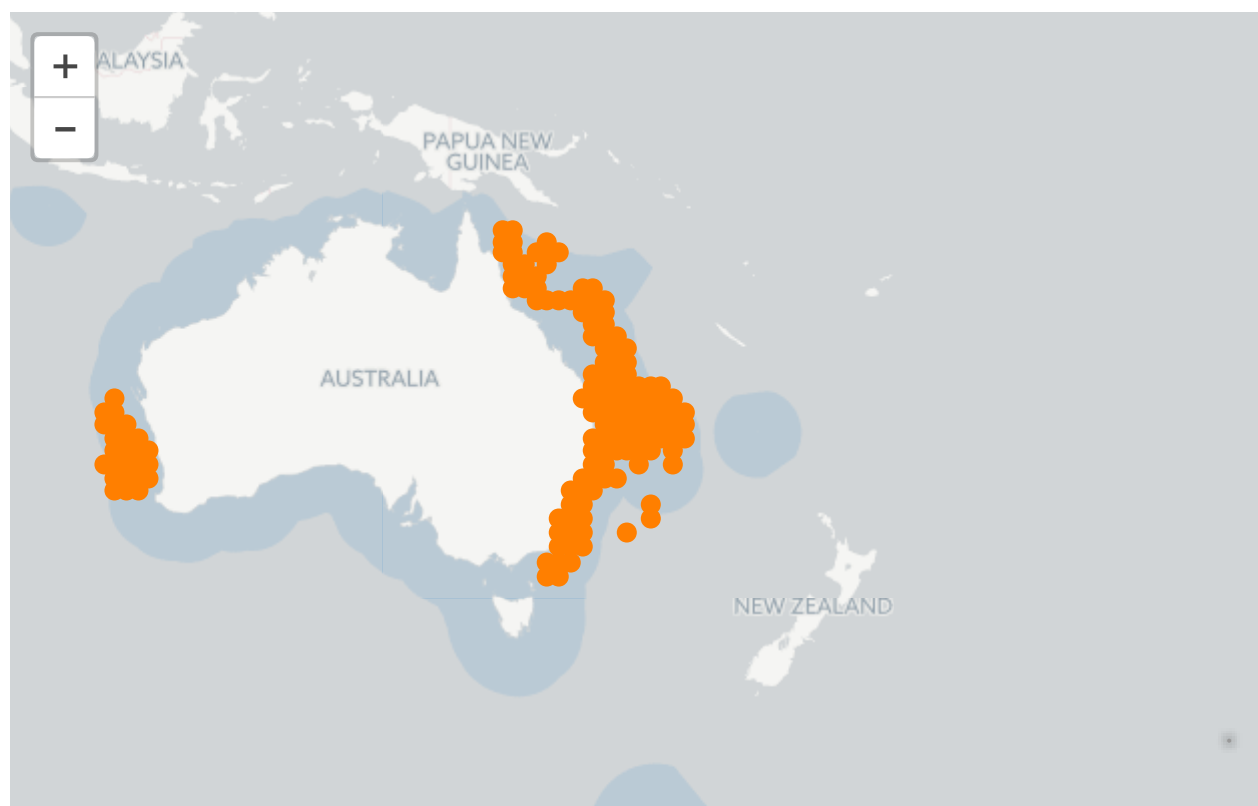 +
ALAYSIA
−
PAPUA NEW
GUINEA
AUSTRALIA
NEW ZEALAND